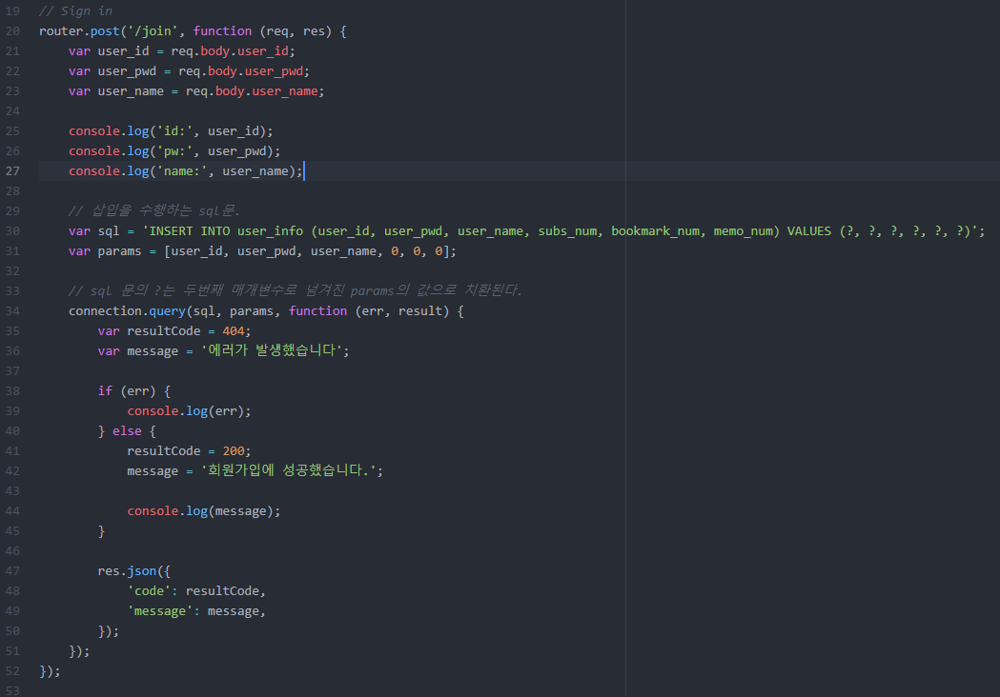 19 // Sign in
20 router.post('/join', function (req, res) {
21 var user_id = req.body.user_id;
22 var user_pwd = req.body.user_pwd;
23 var user_name = req.body.user_name;
24
25 console.log('id:', user_id);
26 console.log('pw:', user_pwd);
27 console.log('name:', user_name);
28
29 // 삽입을 수행하는 sql문.
30 var sql = 'INSERT INTO user_info (user_id, user_pwd, user_name, subs_num, bookmark_num, memo_num) VALUES (?, ?, ?, ?, ?, ?)';
31 var params = [user_id, user_pwd, user_name, 0, 0, 0];
32
33 // sql 문의 ?는 두번째 매개변수로 넘겨진 params의 값으로 치환된다.
34 connection.query(sql, params, function (err, result) {
35 var resultCode = 404;
36 var message = '에러가 발생했습니다';
37
38 if (err) {
39 console.log(err);
40 } else {
41 resultCode = 200;
42 message = '회원가입에 성공했습니다.';
43
44 console.log(message);
45 }
46
47 res.json({
48 'code': resultCode,
49 'message': message,
50 });
51 });
52 });
53